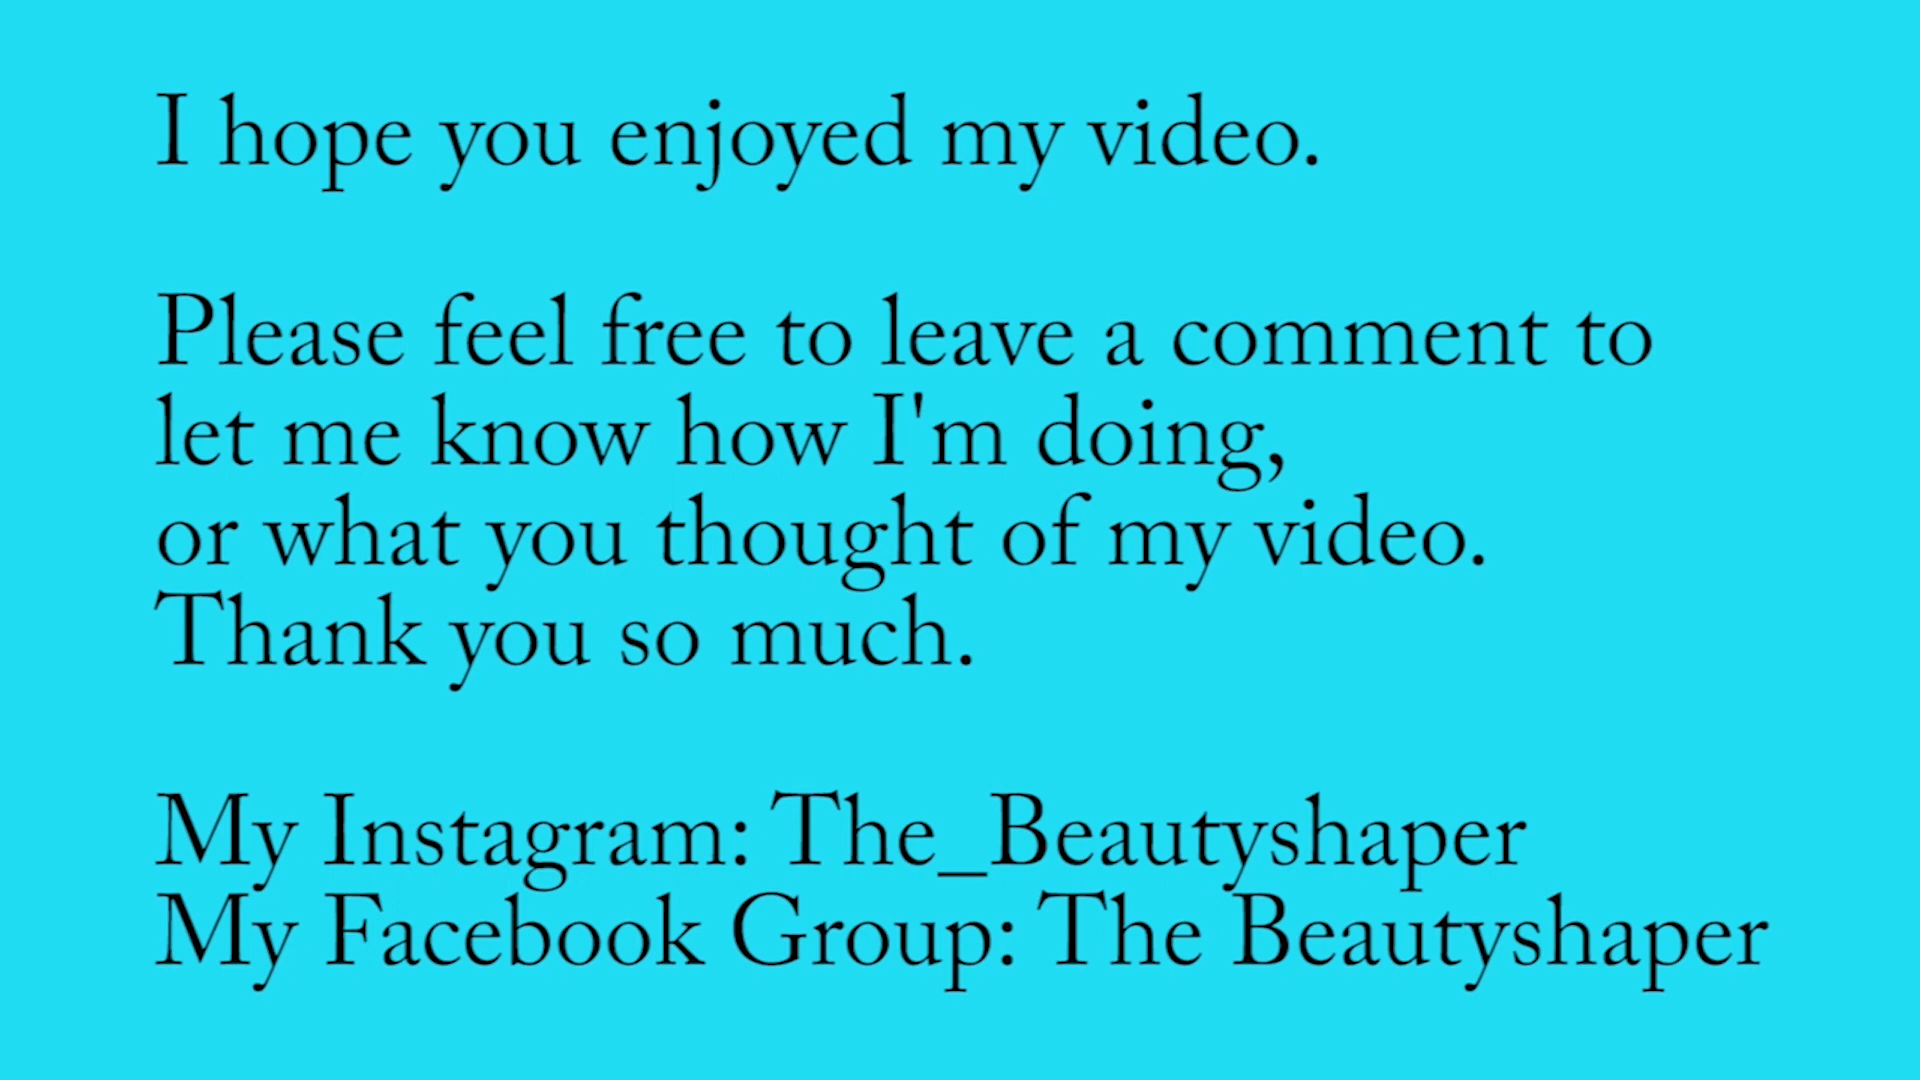 I hope you enjoyed my video.
Please feel free to leave a comment to
let me know how I'm doing,
or what you thought of my video.
Thank you so much.
My Instagram: The_Beautyshaper
My Facebook Group: The Beautyshaper